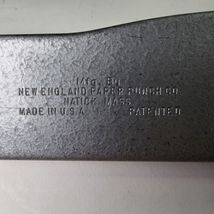 Mfg. By
NEW ENGLAND PAPER PUNCH CO.
NATICK, MASS.
MADE IN U.S.A. PATENTED